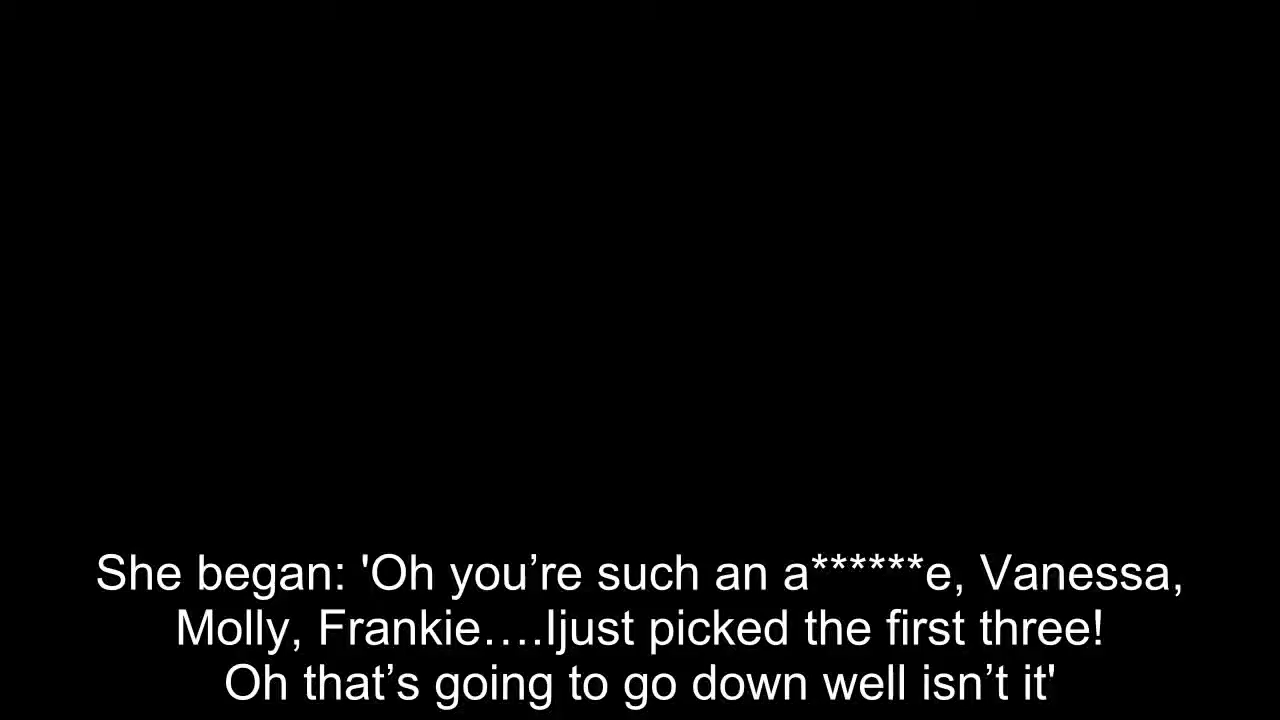 She began: 'Oh you’re such an a******e, Vanessa,
Molly, Frankie….Ijust picked the first three!
Oh that’s going to go down well isn’t it'